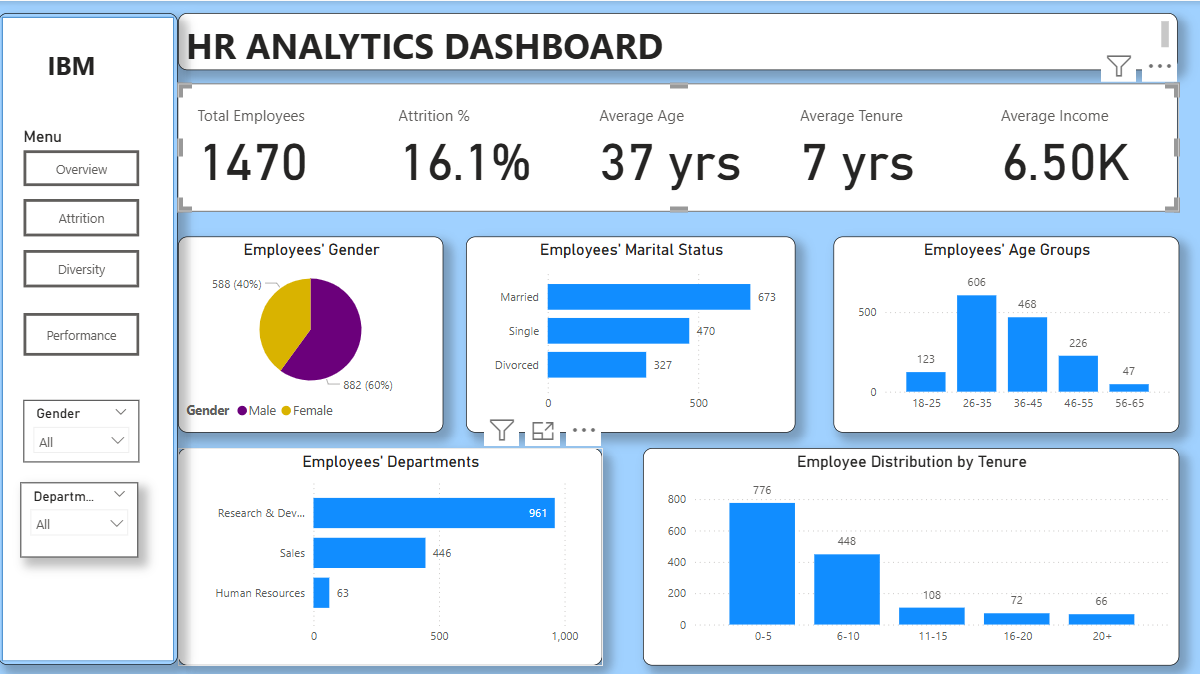 IBM
Menu
Overview
Attrition
Diversity
Performance
Gender
All
Departm...
All
HR ANALYTICS DASHBOARD
Total Employees
1470
Attrition %
16.1%
Average Age
37 yrs
Average Tenure
7 yrs
Average Income
6.50K
Employees' Gender
588 (40%)
882 (60%)
Gender Male Female
Employees' Marital Status
Married 673
Single 470
Divorced 327
0 500
Employees' Age Groups
500
0
123 606 468 226 47
18-25 26-35 36-45 46-55 56-65
Employees' Departments
Research & Dev... 961
Sales 446
Human Resources 63
0 500 1,000
Employee Distribution by Tenure
800
600
400
200
0
776 448 108 72 66
0-5 6-10 11-15 16-20 20+